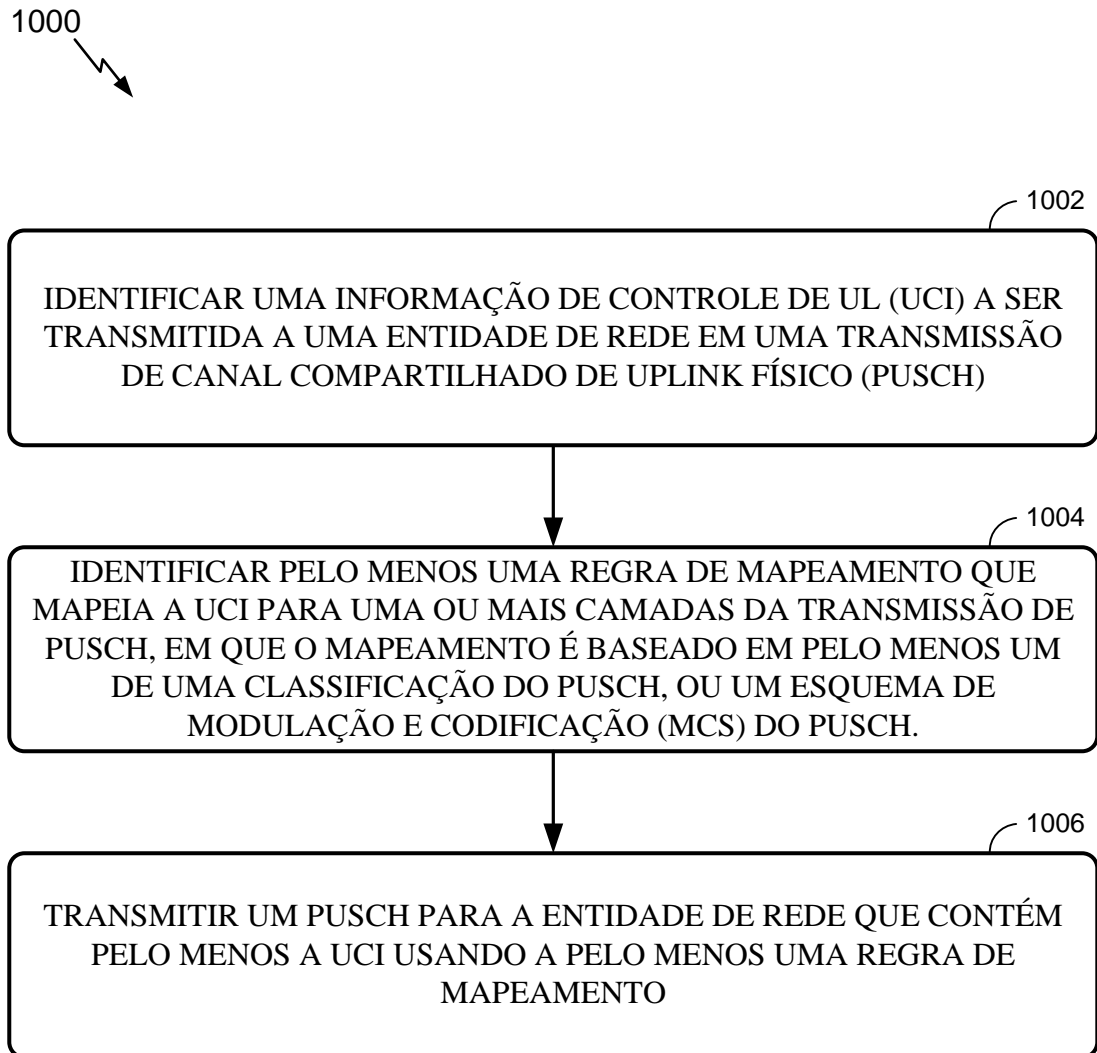 1000
1002
IDENTIFICAR UMA INFORMAÇÃO DE CONTROLE DE UL (UCI) A SER
TRANSMITIDA A UMA ENTIDADE DE REDE EM UMA TRANSMISSÃO
DE CANAL COMPARTILHADO DE UPLINK FÍSICO (PUSCH)
1004
IDENTIFICAR PELO MENOS UMA REGRA DE MAPEAMENTO QUE
MAPEIA A UCI PARA UMA OU MAIS CAMADAS DA TRANSMISSÃO DE
PUSCH, EM QUE O MAPEAMENTO É BASEADO EM PELO MENOS UM
DE UMA CLASSIFICAÇÃO DO PUSCH, OU UM ESQUEMA DE
MODULAÇÃO E CODIFICAÇÃO (MCS) DO PUSCH.
1006
TRANSMITIR UM PUSCH PARA A ENTIDADE DE REDE QUE CONTÉM
PELO MENOS A UCI USANDO A PELO MENOS UMA REGRA DE
MAPEAMENTO